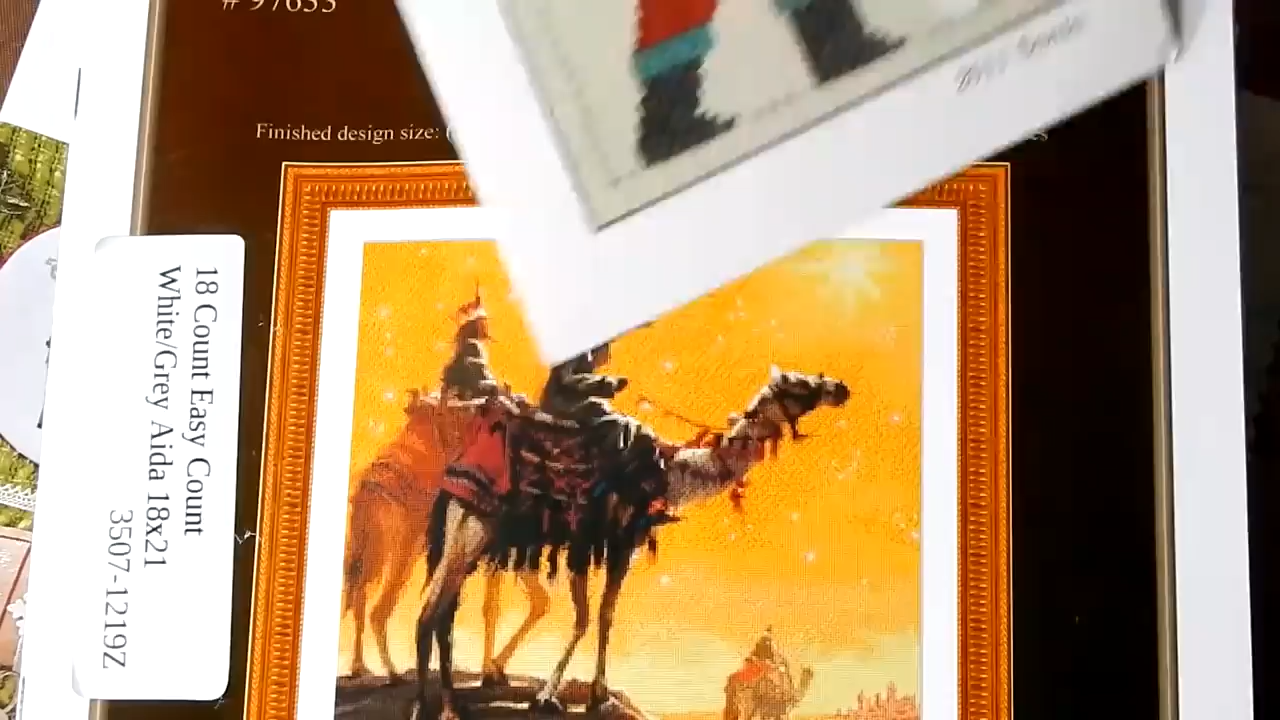 # 97655
Finished design size:
18 Count Easy Count
White/Grey Aida 18x21
3507-1219Z